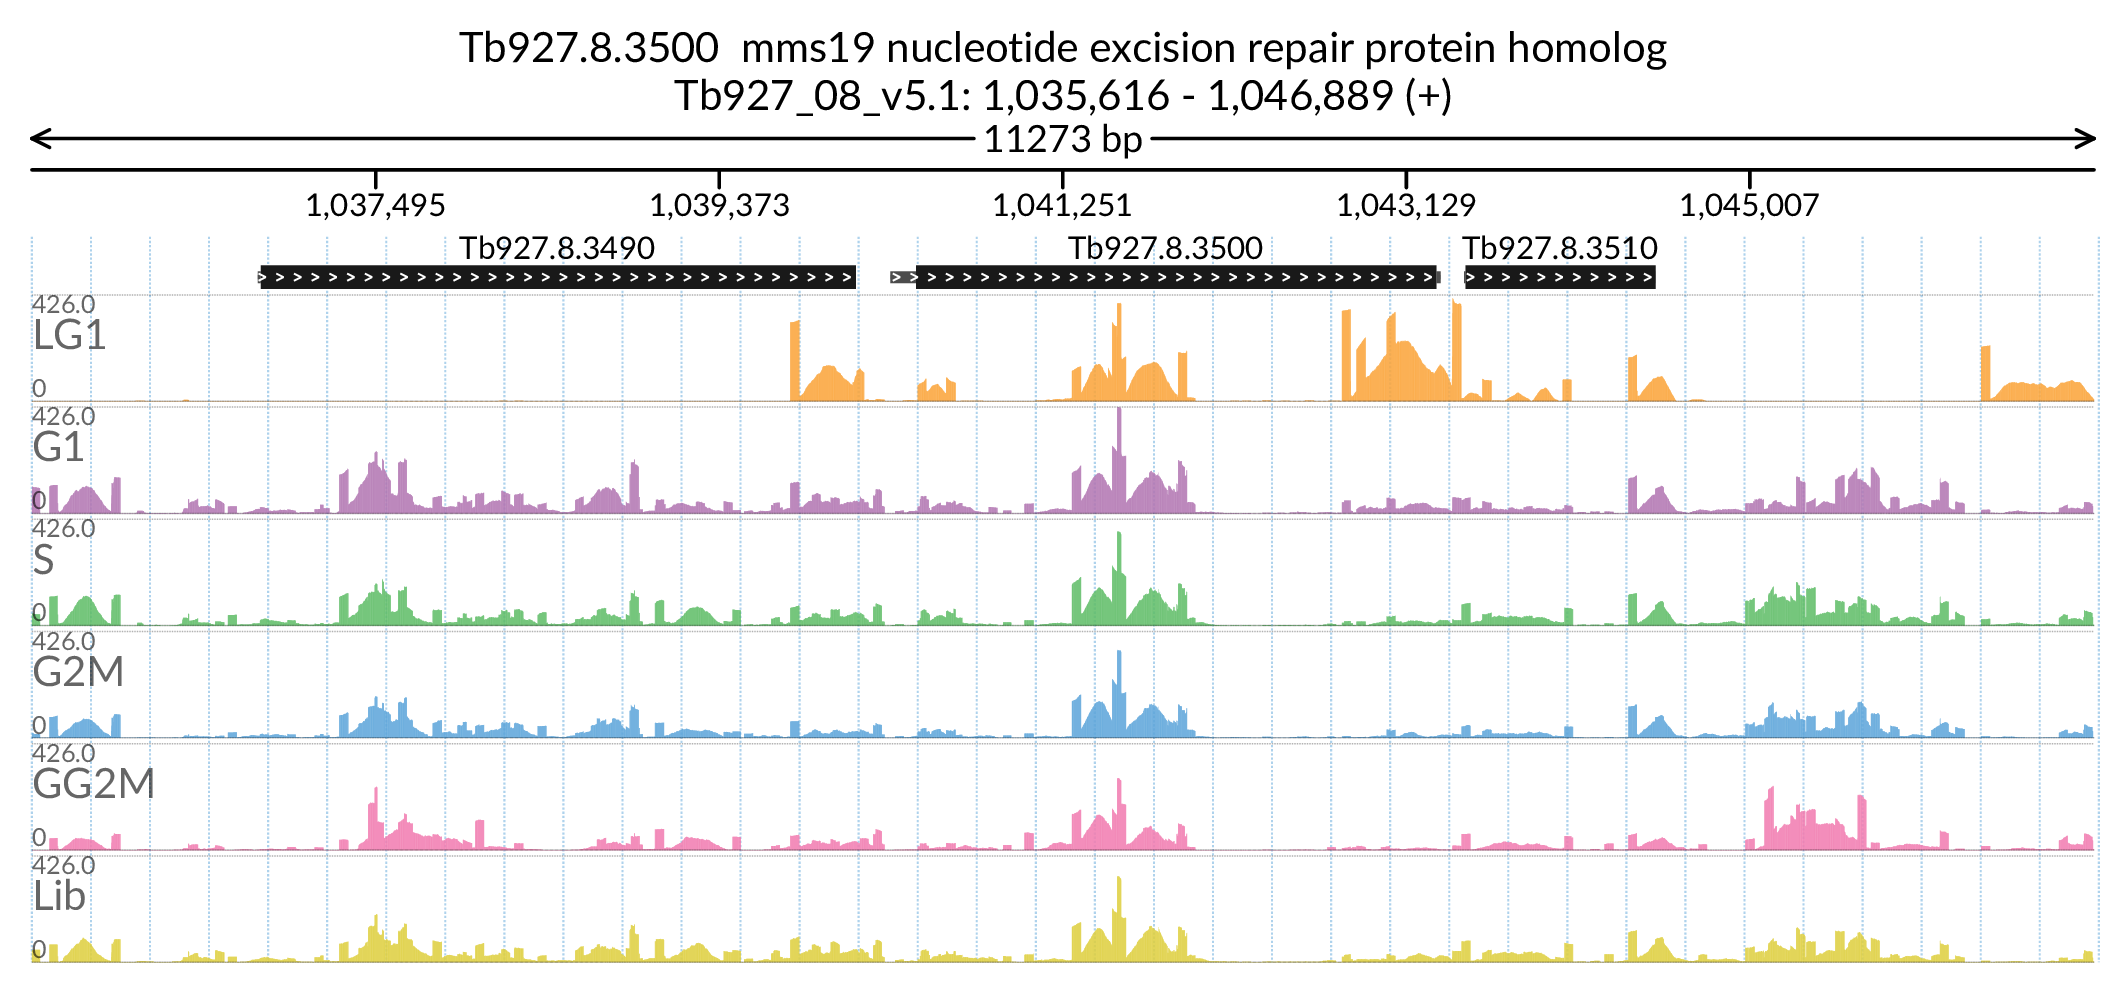 Tb927.8.3500 mms19 nucleotide excision repair protein homolog
Tb927_08_v5.1: 1,035,616 - 1,046,889 (+)
11273 bp
1,037,495 1,039,373 1,041,251 1,043,129 1,045,007
Tb927.8.3490 Tb927.8.3500 Tb927.8.3510
426.0
LG1
0
426.0
G1
0
426.0
S
0
426.0
G2M
0
426.0
GG2M
0
426.0
Lib
0